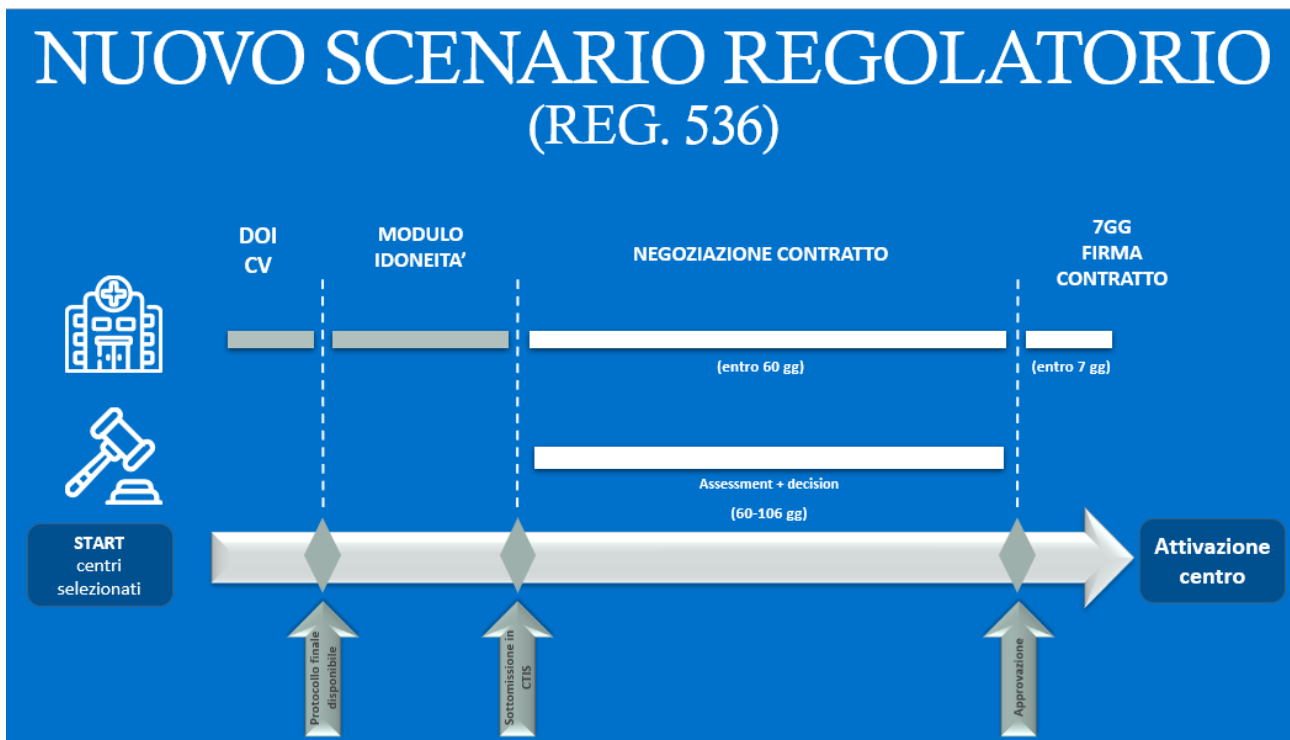 NUOVO SCENARIO REGOLATORIO
(REG. 536)
DOI
CV
MODULO
IDONEITA'
NEGOZIAZIONE CONTRATTO
7GG
FIRMA
CONTRATTO
(entro 60 gg)
(entro 7 gg)
Assessment + decision
(60-106 gg)
START
centri
selezionati
Attivazione
centro
Protocollo finale
disponibile
Sottomissione in
CTIS
Approvazione